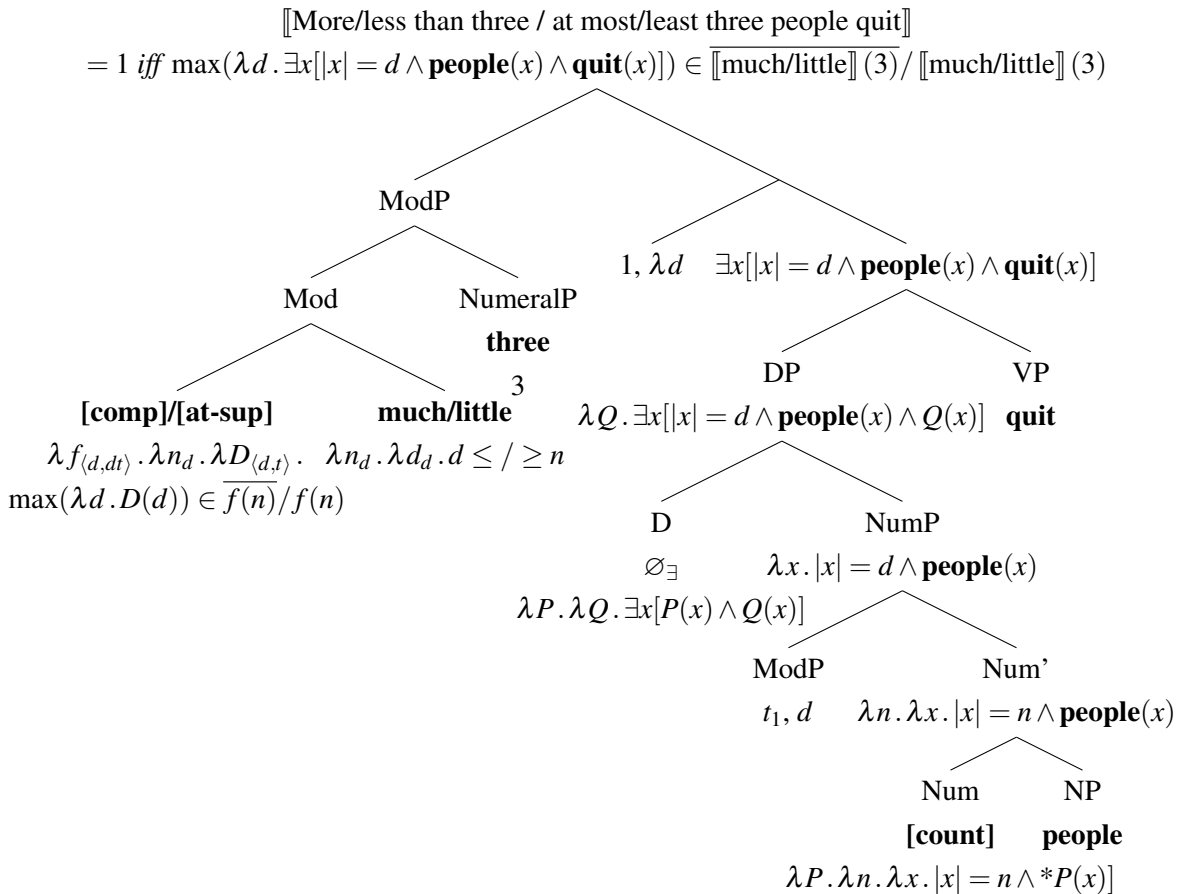 ⟦More/less than three / at most/least three people quit⟧
= 1 iff max(λd . ∃x[|x| = d ∧ people(x) ∧ quit(x)]) ∈ \overline{⟦much/little⟧ (3)}/ ⟦much/little⟧ (3)
ModP
1, λd ∃x[|x| = d ∧ people(x) ∧ quit(x)]
Mod NumeralP
three
3
DP VP
[comp]/[at-sup] much/little
λQ . ∃x[|x| = d ∧ people(x) ∧ Q(x)] quit
λf⟨d,dt⟩ . λn_d . λD⟨d,t⟩ . λn_d . λd_d . d ≤ / ≥ n
max(λd . D(d)) ∈ \overline{f(n)}/f(n)
D NumP
∅∃ λx . |x| = d ∧ people(x)
λP . λQ . ∃x[P(x) ∧ Q(x)]
ModP Num'
t₁, d λn . λx . |x| = n ∧ people(x)
Num NP
[count] people
λP . λn . λx . |x| = n ∧ *P(x)]